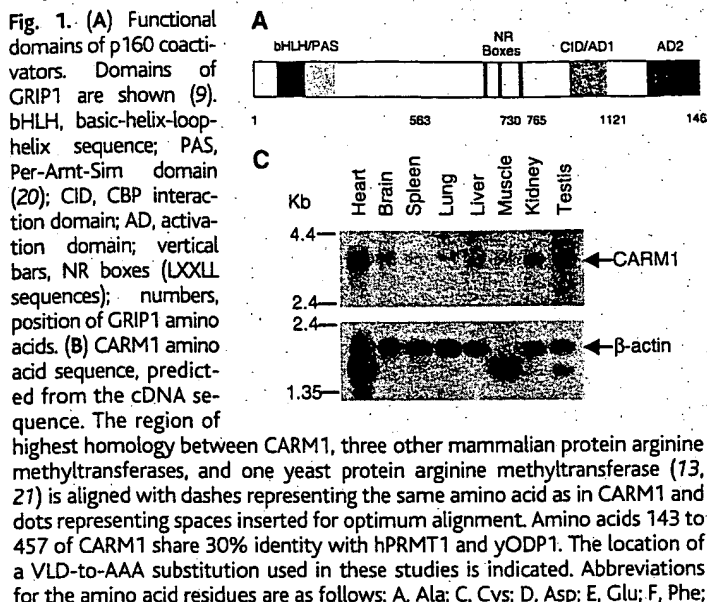 Fig. 1. (A) Functional
domains of p160 coacti-
vators. Domains of
GRIP1 are shown (9).
bHLH, basic-helix-loop-
helix sequence; PAS,
Per-Arnt-Sim domain
(20); CID, CBP interac-
tion domain; AD, activa-
tion domain; vertical
bars, NR boxes (LXXLL
sequences); numbers,
position of GRIP1 amino
acids. (B) CARM1 amino
acid sequence, predict-
ed from the cDNA se-
quence. The region of
highest homology between CARM1, three other mammalian protein arginine
methyltransferases, and one yeast protein arginine methyltransferase (13,
21) is aligned with dashes representing the same amino acid as in CARM1 and
dots representing spaces inserted for optimum alignment. Amino acids 143 to
457 of CARM1 share 30% identity with hPRMT1 and yODP1. The location of
a VLD-to-AAA substitution used in these studies is indicated. Abbreviations
for the amino acid residues are as follows: A, Ala; C, Cys; D, Asp; E, Glu; F, Phe;
A
bHLH/PAS NR Boxes CID/AD1 AD2
1 563 730 765 1121 146
C
Kb Heart Brain Spleen Lung Liver Muscle Kidney Testis
4.4
CARM1
2.4
2.4
β-actin
1.35